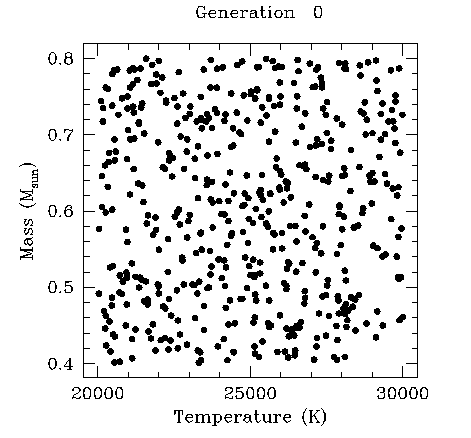 Generation 0
0.8
0.7
0.6
0.5
0.4
Mass (M_sun)
20000 25000 30000
Temperature (K)